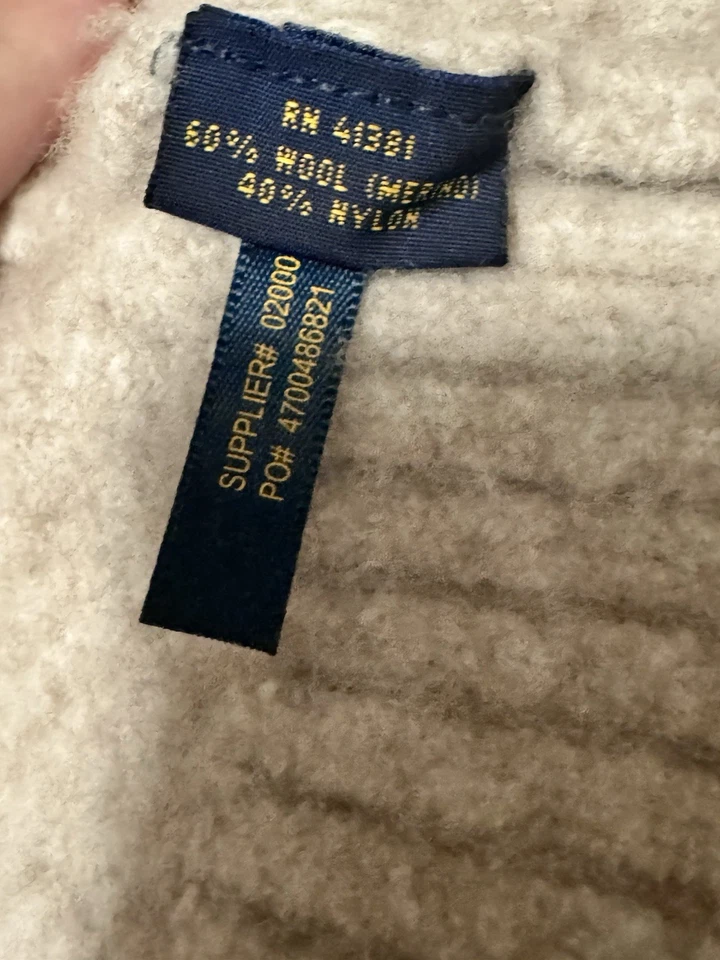 RN 41381
60% WOOL (MERINO)
40% NYLON
SUPPLIER# 02000
PO# 4700486821